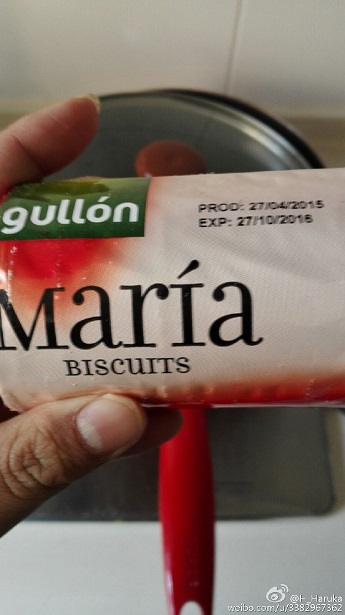 gullón
PROD: 27/04/2015
EXP: 27/10/2016
María
BISCUITS
@H_Haruka
weibo.com/u/3382967362